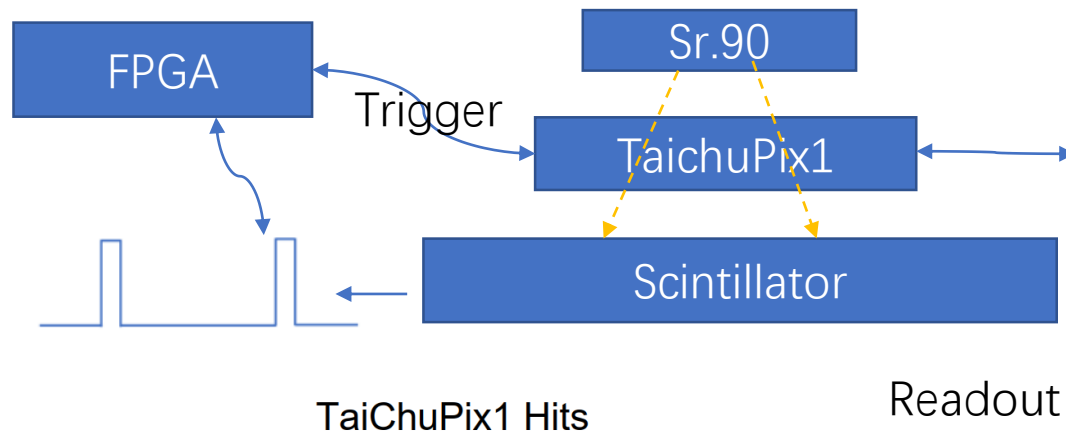 Sr.90
FPGA
Trigger
TaichuPix1
Scintillator
Readout
TaiChuPix1 Hits